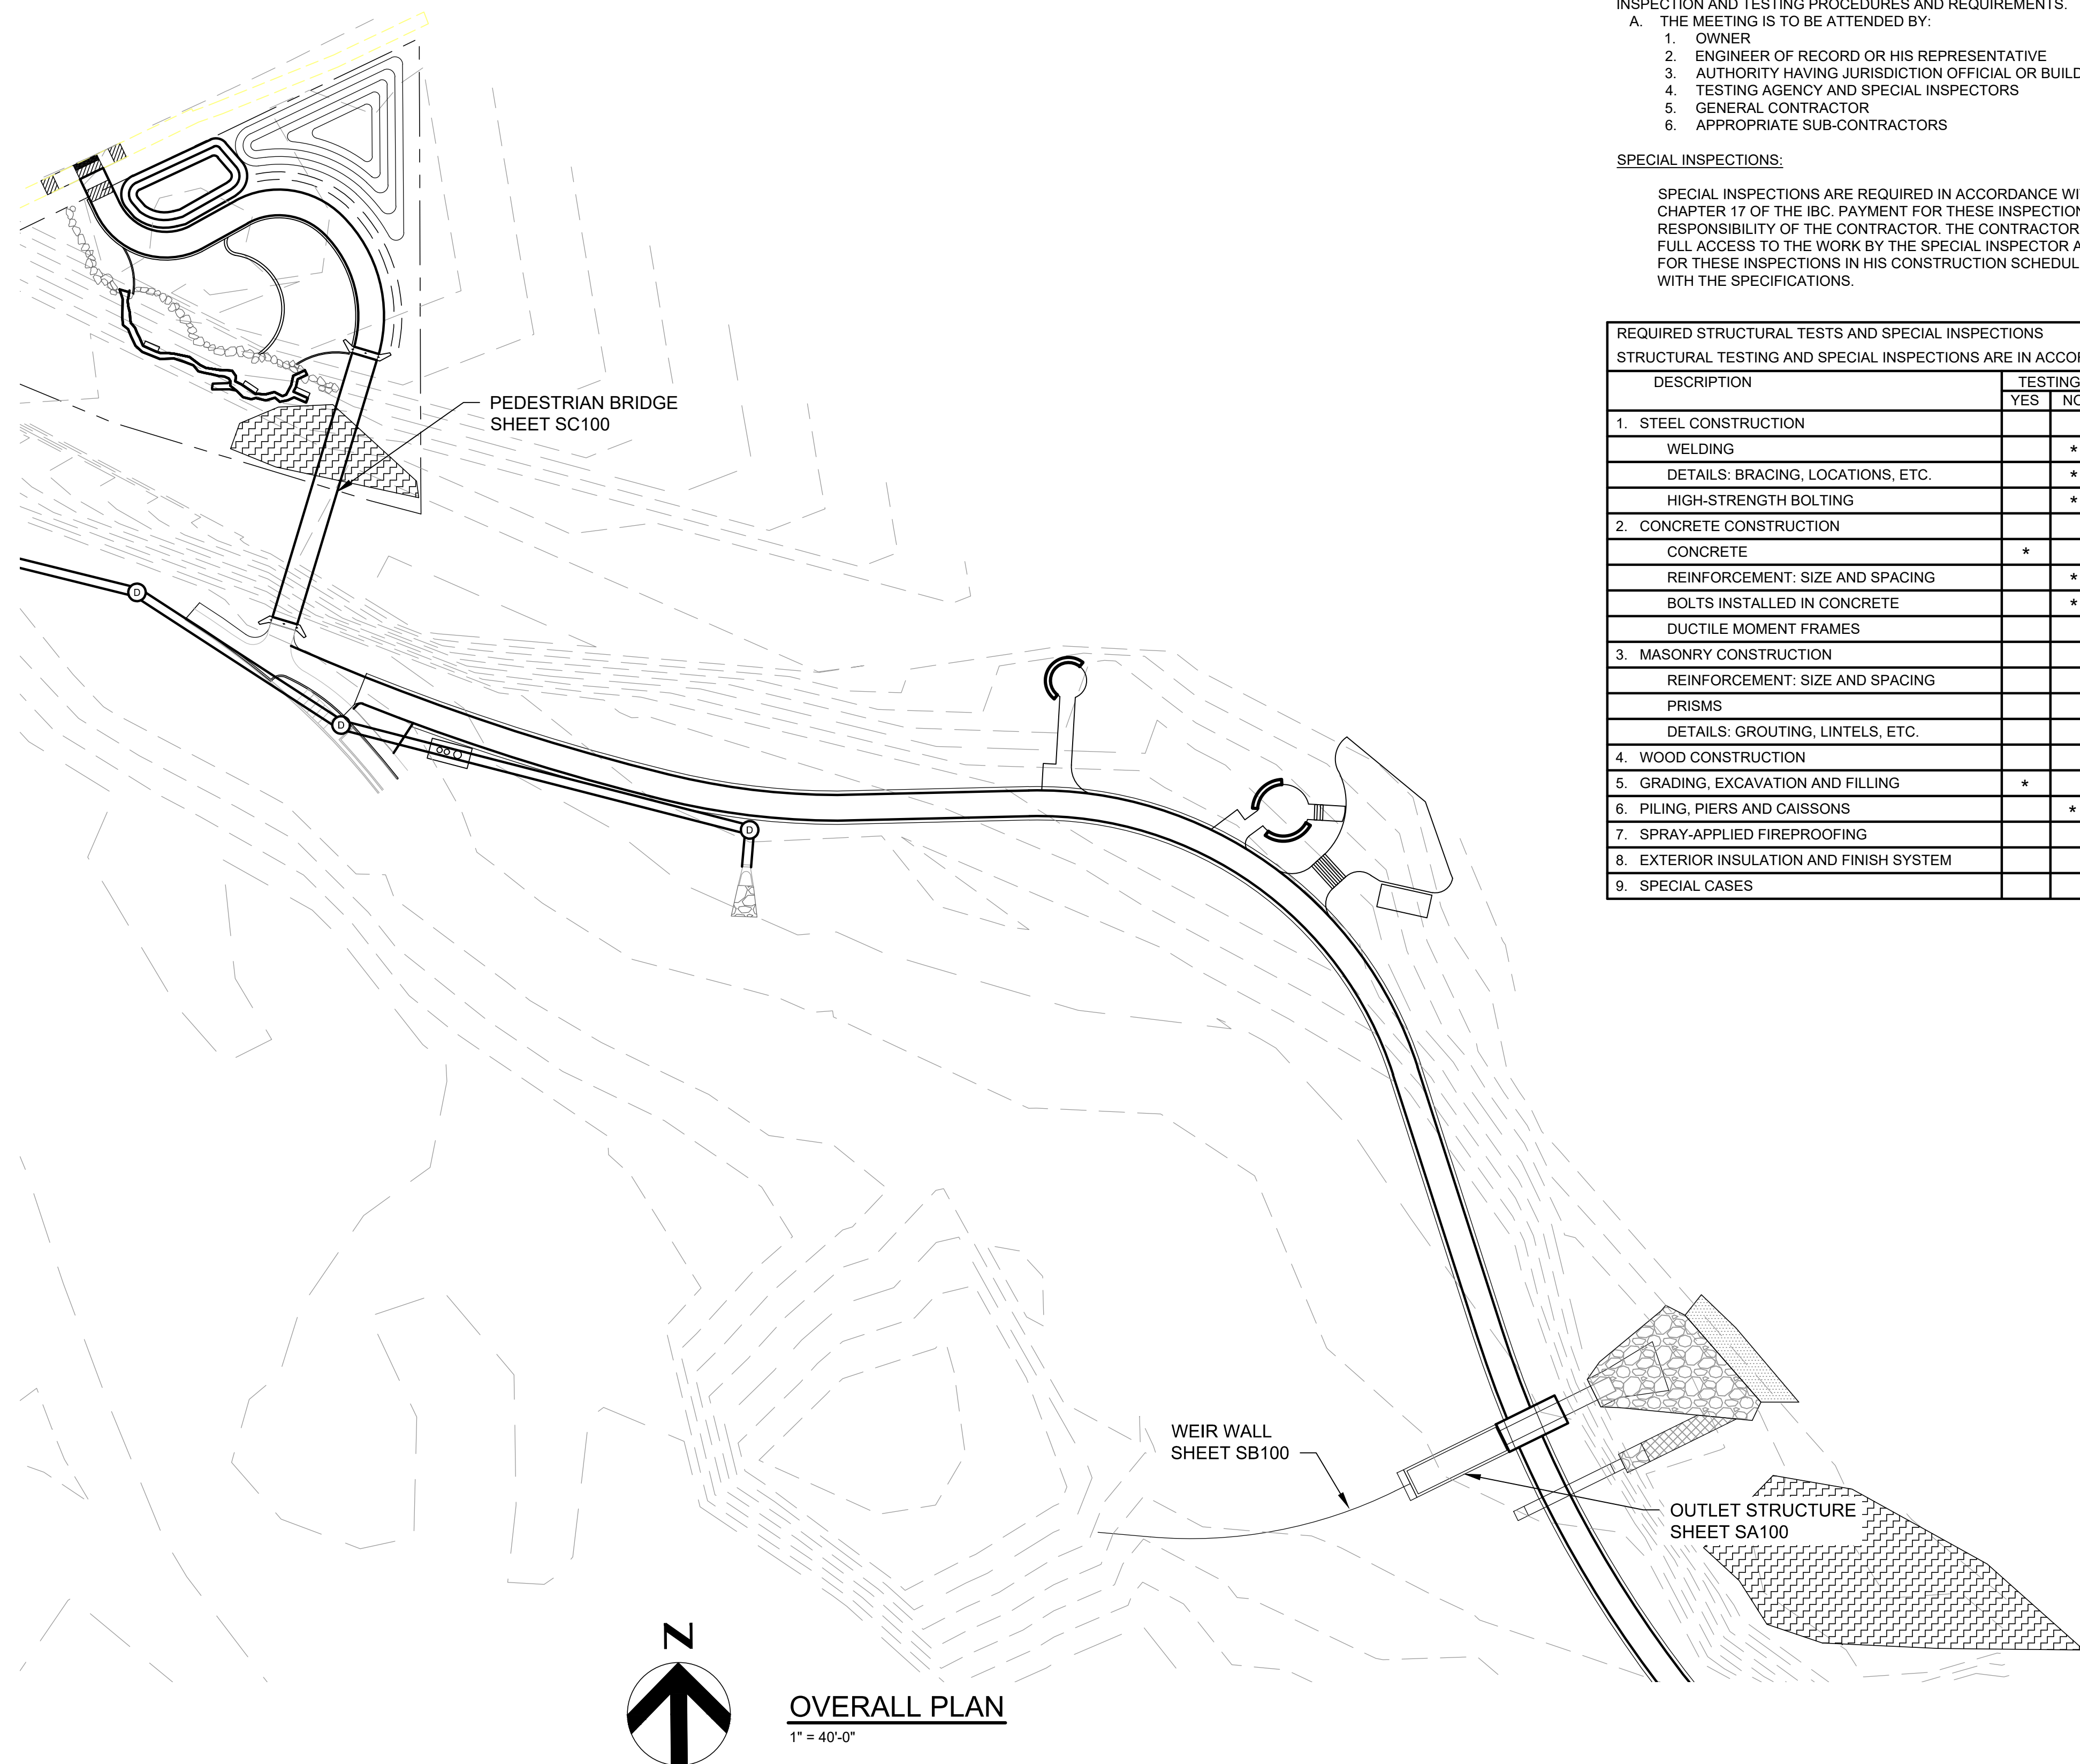 INSPECTION AND TESTING PROCEDURES AND REQUIREMENTS.
A. THE MEETING IS TO BE ATTENDED BY:
1. OWNER
2. ENGINEER OF RECORD OR HIS REPRESENTATIVE
3. AUTHORITY HAVING JURISDICTION OFFICIAL OR BUILD
4. TESTING AGENCY AND SPECIAL INSPECTORS
5. GENERAL CONTRACTOR
6. APPROPRIATE SUB-CONTRACTORS
SPECIAL INSPECTIONS:
SPECIAL INSPECTIONS ARE REQUIRED IN ACCORDANCE WI
CHAPTER 17 OF THE IBC. PAYMENT FOR THESE INSPECTION
RESPONSIBILITY OF THE CONTRACTOR. THE CONTRACTOR
FULL ACCESS TO THE WORK BY THE SPECIAL INSPECTOR A
FOR THESE INSPECTIONS IN HIS CONSTRUCTION SCHEDUL
WITH THE SPECIFICATIONS.
REQUIRED STRUCTURAL TESTS AND SPECIAL INSPECTIONS
STRUCTURAL TESTING AND SPECIAL INSPECTIONS ARE IN ACCOR
DESCRIPTION TESTING
YES NO
1. STEEL CONSTRUCTION
WELDING *
DETAILS: BRACING, LOCATIONS, ETC. *
HIGH-STRENGTH BOLTING *
2. CONCRETE CONSTRUCTION
CONCRETE *
REINFORCEMENT: SIZE AND SPACING *
BOLTS INSTALLED IN CONCRETE *
DUCTILE MOMENT FRAMES
3. MASONRY CONSTRUCTION
REINFORCEMENT: SIZE AND SPACING
PRISMS
DETAILS: GROUTING, LINTELS, ETC.
4. WOOD CONSTRUCTION
5. GRADING, EXCAVATION AND FILLING *
6. PILING, PIERS AND CAISSONS *
7. SPRAY-APPLIED FIREPROOFING
8. EXTERIOR INSULATION AND FINISH SYSTEM
9. SPECIAL CASES
PEDESTRIAN BRIDGE
SHEET SC100
D
D
D
WEIR WALL
SHEET SB100
OUTLET STRUCTURE
SHEET SA100
N
OVERALL PLAN
1" = 40'-0"